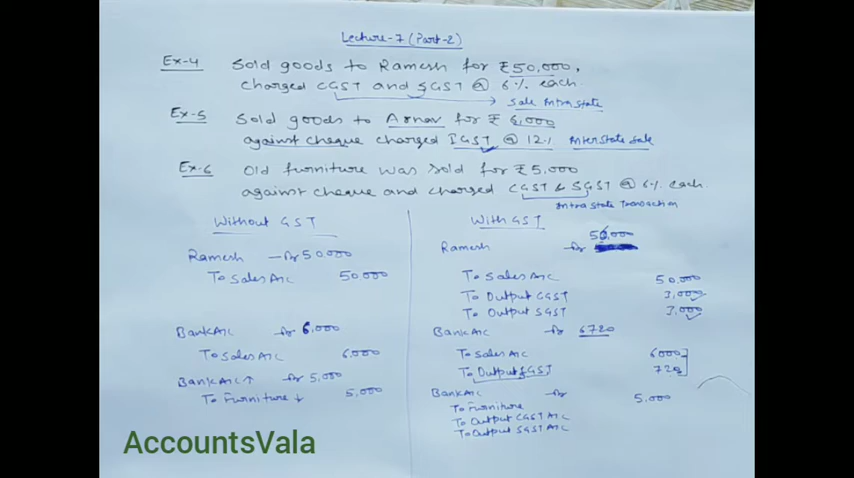 Lecture-7 (Part-2)
Ex-4 Sold goods to Ramesh for ₹50,000,
charged CGST and SGST @ 6% each.
Sale Intra state
Ex-5 Sold goods to Arnav for ₹ 6,000
against cheque charged IGST @ 12% Interstate Sale
Ex-6 Old furniture was sold for ₹5,000
against cheque and charged CGST & SGST @ 6% each.
Intra State Transaction
Without GST
Ramesh — Dr 50,000
To Sales A/c 50,000
Bank A/c Dr 6,000
To Sales A/c 6,000
Bank A/c ↑ Dr 5,000
To Furniture ↓ 5,000
With GST
56,000
Ramesh — Dr
To Sales A/c 50,000
To Output CGST 3,000
To Output SGST 3,000
Bank A/c Dr 6720
To Sales A/c 6000
To Output IGST 720
Bank A/c — Dr
To Furniture 5,000
To Output CGST A/c
To Output SGST A/c
AccountsVala